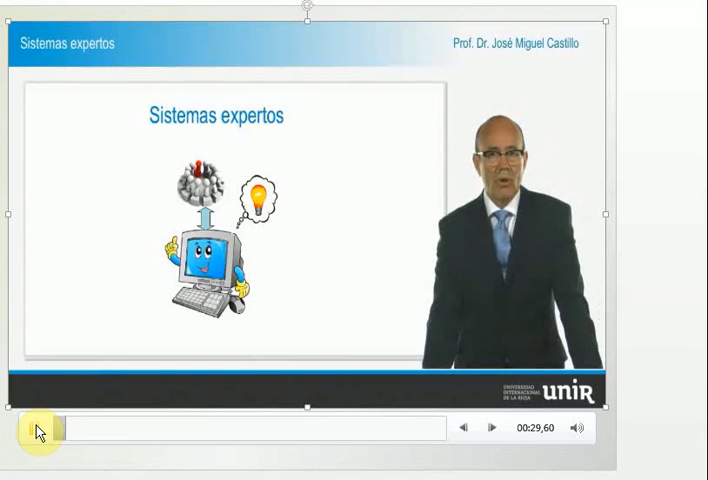 Sistemas expertos
Prof. Dr. José Miguel Castillo
Sistemas expertos
UNIVERSIDAD
INTERNACIONAL
DE LA RIOJA
unir
00:29,60